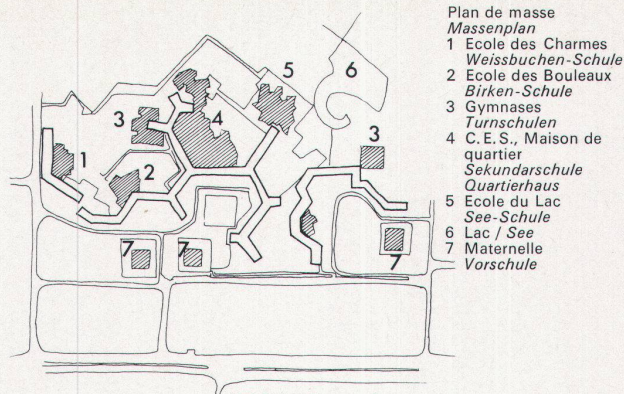 Plan de masse
Massenplan
1 Ecole des Charmes
Weissbuchen-Schule
2 Ecole des Bouleaux
Birken-Schule
3 Gymnases
Turnschulen
4 C.E.S., Maison de
quartier
Sekundarschule
Quartierhaus
5 Ecole du Lac
See-Schule
6 Lac / See
7 Maternelle
Vorschule
5
6
3
4
3
1
2
7
7
7